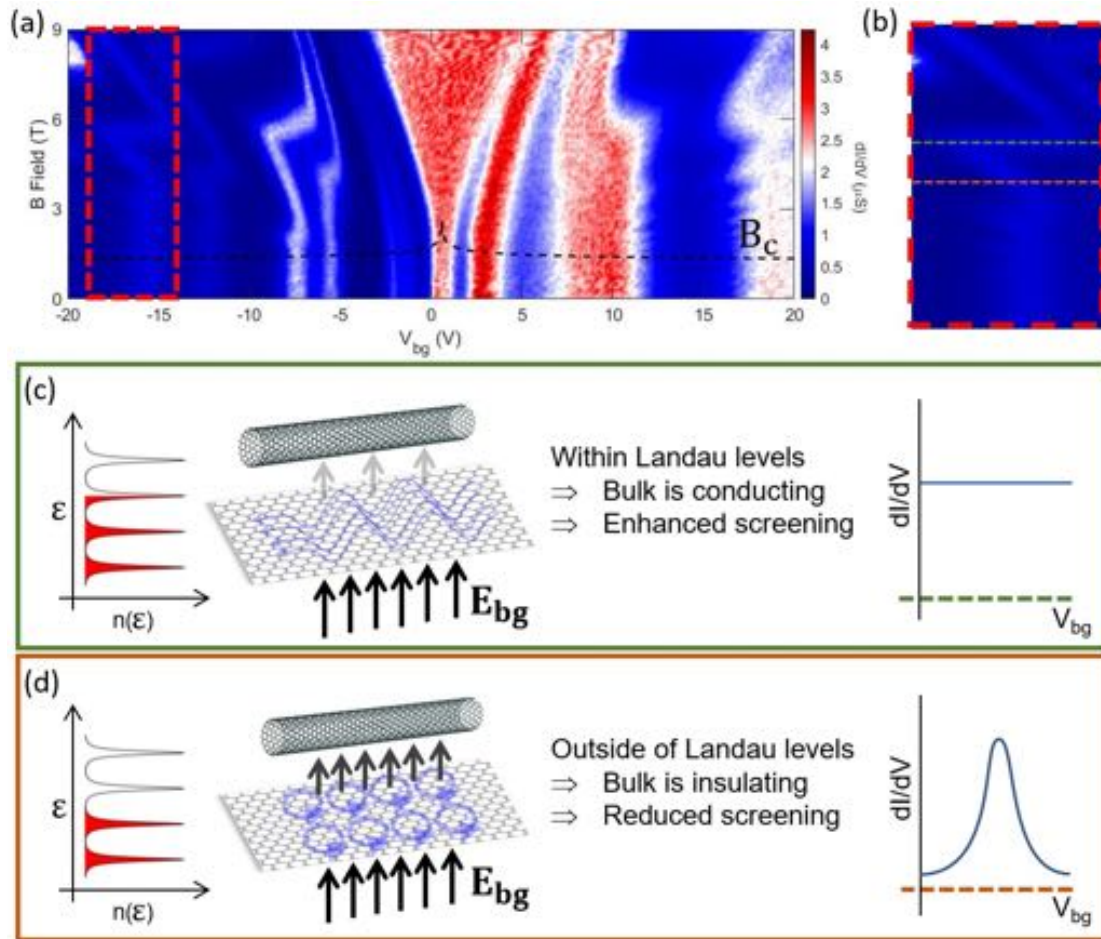 (a)
9
6
3
0
B Field (T)
-20
-15
-10
-5
0
5
10
15
20
V_bg (V)
B_c
4
3.5
3
2.5
2
1.5
1
0.5
0
dI/dV (μS)
(b)
(c)
ε
n(ε)
E_bg
Within Landau levels
⇒ Bulk is conducting
⇒ Enhanced screening
dI/dV
V_bg
(d)
ε
n(ε)
E_bg
Outside of Landau levels
⇒ Bulk is insulating
⇒ Reduced screening
dI/dV
V_bg